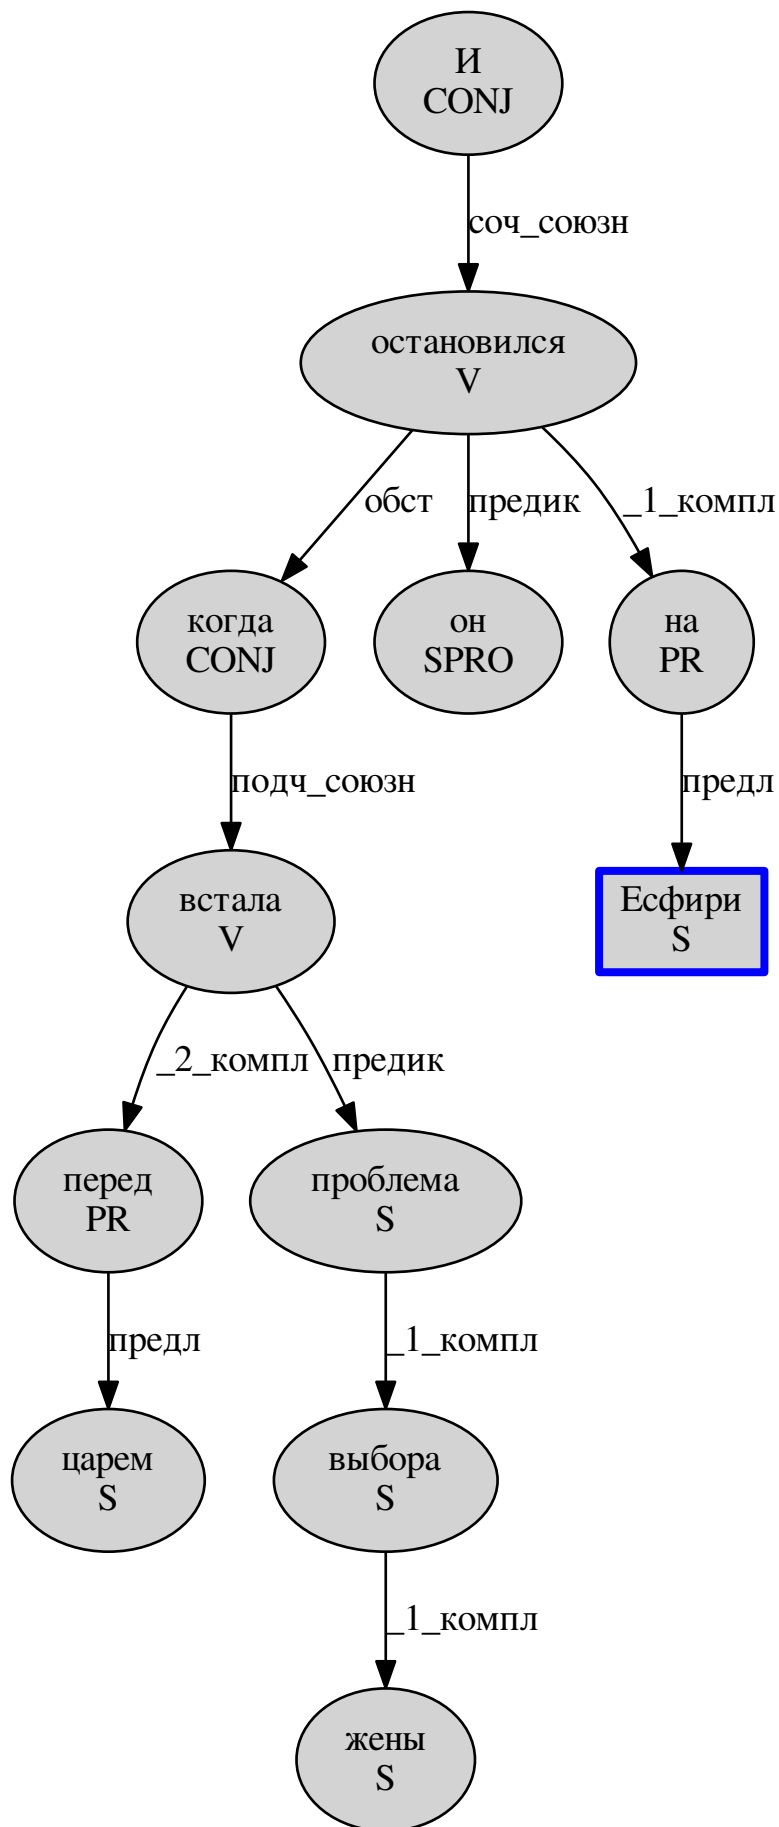 И
CONJ
соч_союзн
остановился
V
обст
предик
_1_компл
когда
CONJ
он
SPRO
на
PR
подч_союзн
предл
встала
V
Есфири
S
_2_компл
предик
перед
PR
проблема
S
предл
_1_компл
царем
S
выбора
S
_1_компл
жены
S